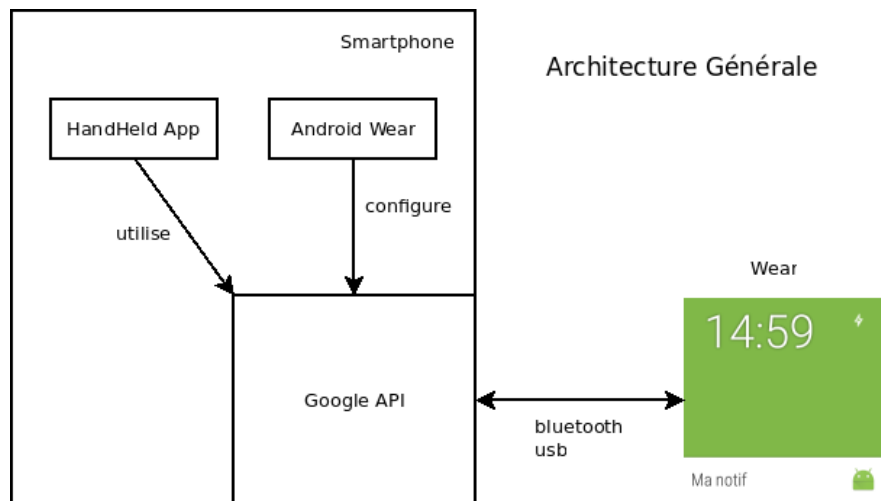 Smartphone
Architecture Générale
HandHeld App
Android Wear
utilise
configure
Wear
14:59
Google API
bluetooth
usb
Ma notif